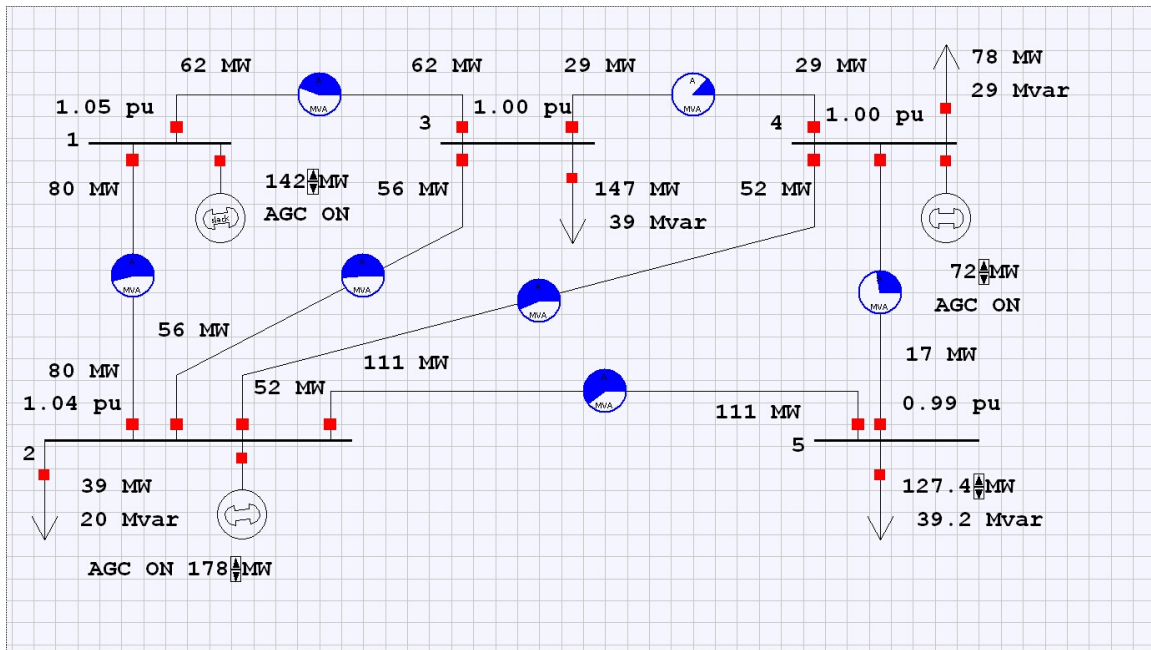 62 MW
62 MW
29 MW
29 MW
78 MW
29 Mvar
A
MVA
A
MVA
1.05 pu
1.00 pu
1.00 pu
1
3
4
80 MW
142 MW
AGC ON
slack
56 MW
147 MW
39 Mvar
52 MW
72 MW
AGC ON
A
MVA
A
MVA
A
MVA
MVA
56 MW
17 MW
80 MW
52 MW
111 MW
A
MVA
111 MW
1.04 pu
0.99 pu
2
5
39 MW
20 Mvar
127.4 MW
39.2 Mvar
AGC ON 178 MW